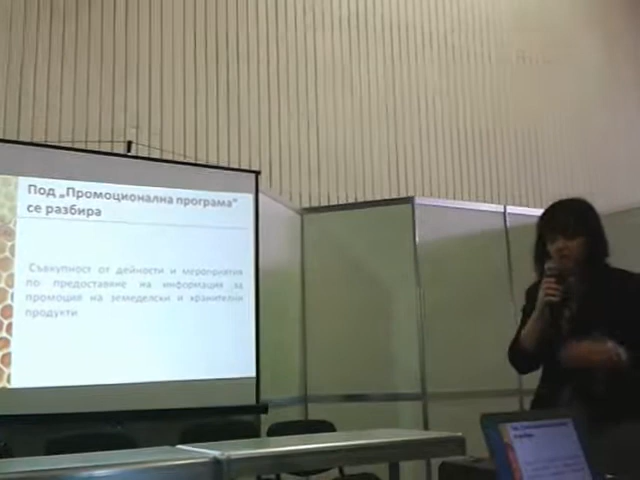 Под „Промоционална програма"
се разбира
Съвкупност от дейности и мероприятия
по предоставяне на информация за
промоция на земеделски и хранителни
продукти